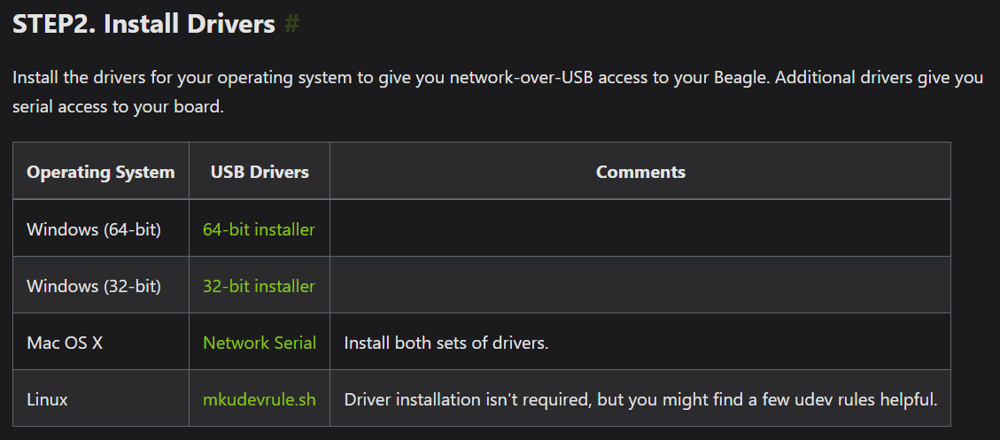 STEP2. Install Drivers #
Install the drivers for your operating system to give you network-over-USB access to your Beagle. Additional drivers give you
serial access to your board.
Operating System USB Drivers Comments
Windows (64-bit) 64-bit installer
Windows (32-bit) 32-bit installer
Mac OS X Network Serial Install both sets of drivers.
Linux mkudevrule.sh Driver installation isn't required, but you might find a few udev rules helpful.